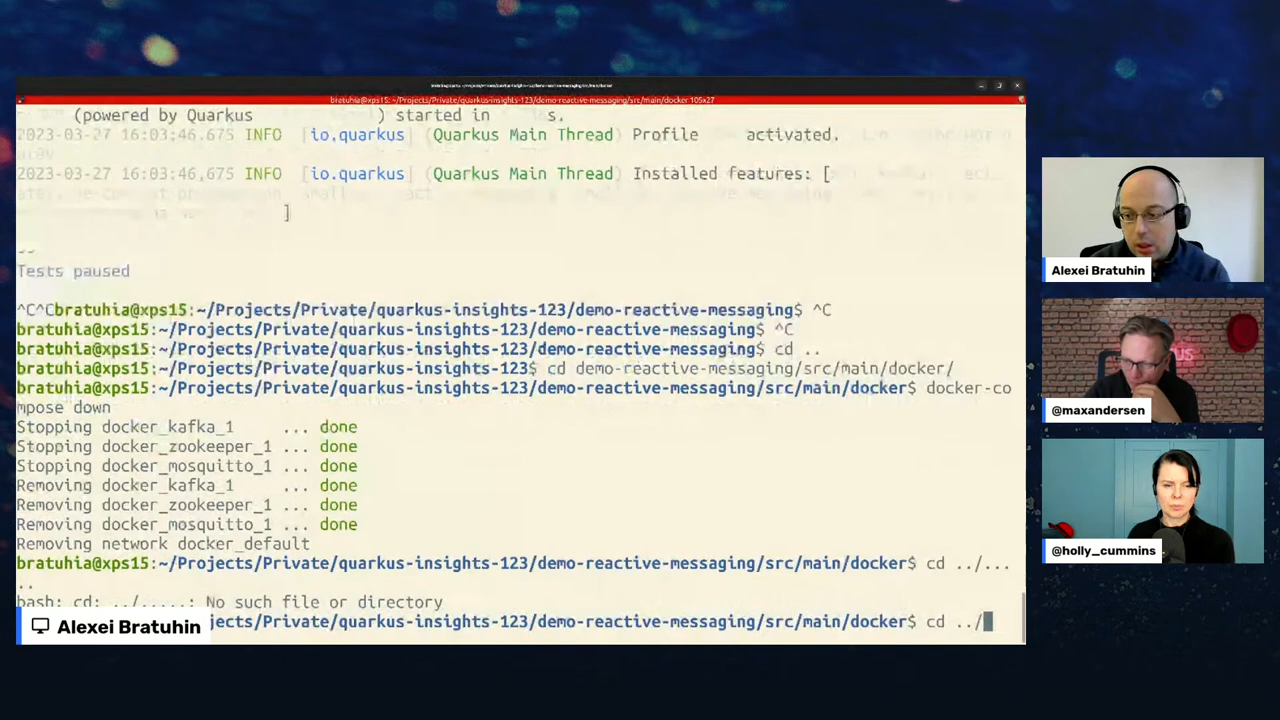 bratuhia@xps15: ~/Projects/Private/quarkus-insights-123/demo-reactive-messaging/src/main/docker 105x27
(powered by Quarkus ) started in s.
2023-03-27 16:03:46.675 INFO [io.quarkus] (Quarkus Main Thread) Profile activated.
2023-03-27 16:03:46,675 INFO [io.quarkus] (Quarkus Main Thread) Installed features: [
]
--
Tests paused
^C^Cbratuhia@xps15:~/Projects/Private/quarkus-insights-123/demo-reactive-messaging$ ^C
bratuhia@xps15:~/Projects/Private/quarkus-insights-123/demo-reactive-messaging$ ^C
bratuhia@xps15:~/Projects/Private/quarkus-insights-123/demo-reactive-messaging$ cd ..
bratuhia@xps15:~/Projects/Private/quarkus-insights-123$ cd demo-reactive-messaging/src/main/docker/
bratuhia@xps15:~/Projects/Private/quarkus-insights-123/demo-reactive-messaging/src/main/docker$ docker-co
mpose down
Stopping docker_kafka_1 ... done
Stopping docker_zookeeper_1 ... done
Stopping docker_mosquitto_1 ... done
Removing docker_kafka_1 ... done
Removing docker_zookeeper_1 ... done
Removing docker_mosquitto_1 ... done
Removing network docker_default
bratuhia@xps15:~/Projects/Private/quarkus-insights-123/demo-reactive-messaging/src/main/docker$ cd ../...
..
bash: cd: ../.....: No such file or directory
jects/Private/quarkus-insights-123/demo-reactive-messaging/src/main/docker$ cd ../
Alexei Bratuhin
Alexei Bratuhin
@maxandersen
@holly_cummins